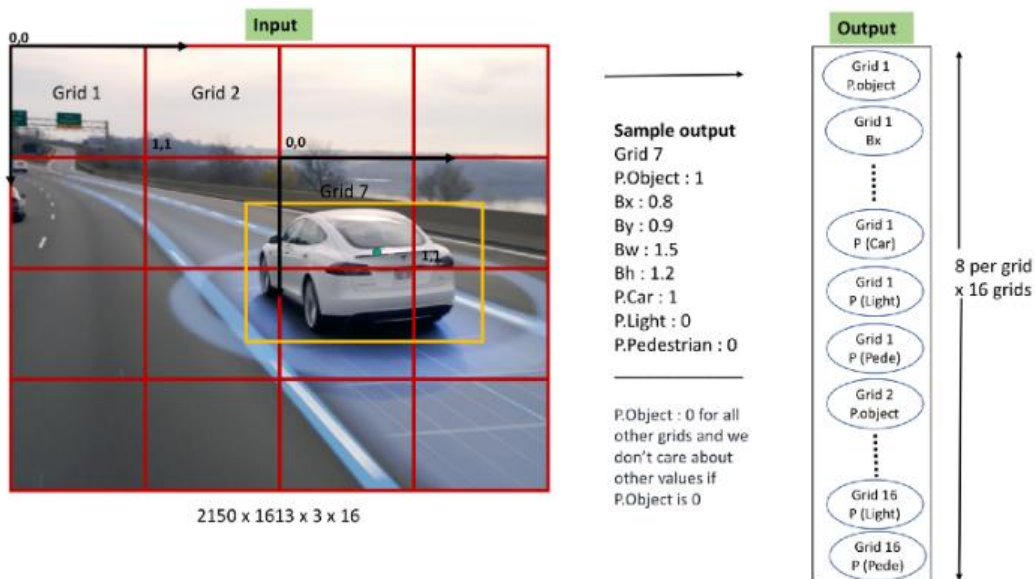 Input
0,0
Grid 1
Grid 2
1,1
0,0
Grid 7
1,1
2150 x 1613 x 3 x 16
Sample output
Grid 7
P.Object : 1
Bx : 0.8
By : 0.9
Bw : 1.5
Bh : 1.2
P.Car : 1
P.Light : 0
P.Pedestrian : 0
P.Object : 0 for all
other grids and we
don't care about
other values if
P.Object is 0
Output
Grid 1
P.object
Grid 1
Bx
Grid 1
P (Car)
Grid 1
P (Light)
Grid 1
P (Pede)
Grid 2
P.object
Grid 16
P (Light)
Grid 16
P (Pede)
8 per grid
x 16 grids